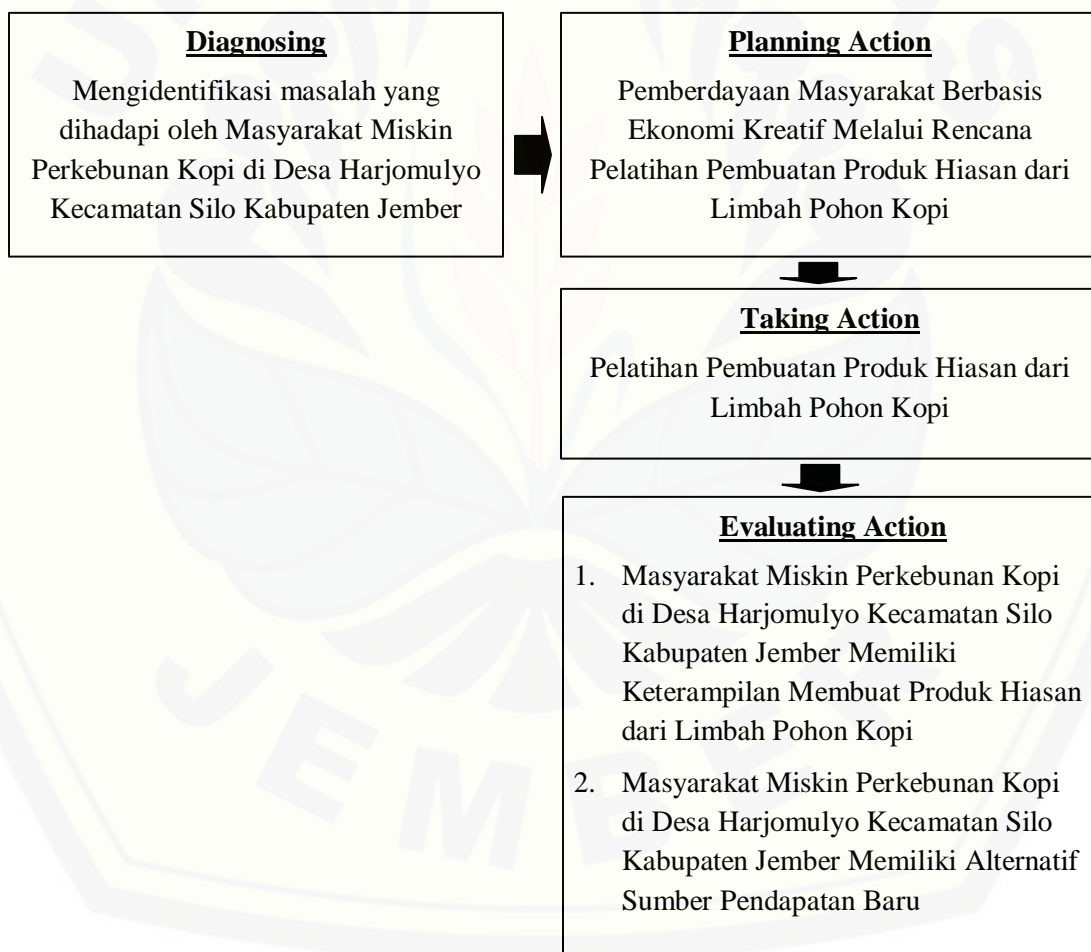 Diagnosing
Mengidentifikasi masalah yang
dihadapi oleh Masyarakat Miskin
Perkebunan Kopi di Desa Harjomulyo
Kecamatan Silo Kabupaten Jember
Planning Action
Pemberdayaan Masyarakat Berbasis
Ekonomi Kreatif Melalui Rencana
Pelatihan Pembuatan Produk Hiasan dari
Limbah Pohon Kopi
Taking Action
Pelatihan Pembuatan Produk Hiasan dari
Limbah Pohon Kopi
Evaluating Action
1. Masyarakat Miskin Perkebunan Kopi
di Desa Harjomulyo Kecamatan Silo
Kabupaten Jember Memiliki
Keterampilan Membuat Produk Hiasan
dari Limbah Pohon Kopi
2. Masyarakat Miskin Perkebunan Kopi
di Desa Harjomulyo Kecamatan Silo
Kabupaten Jember Memiliki Alternatif
Sumber Pendapatan Baru
JEMBER